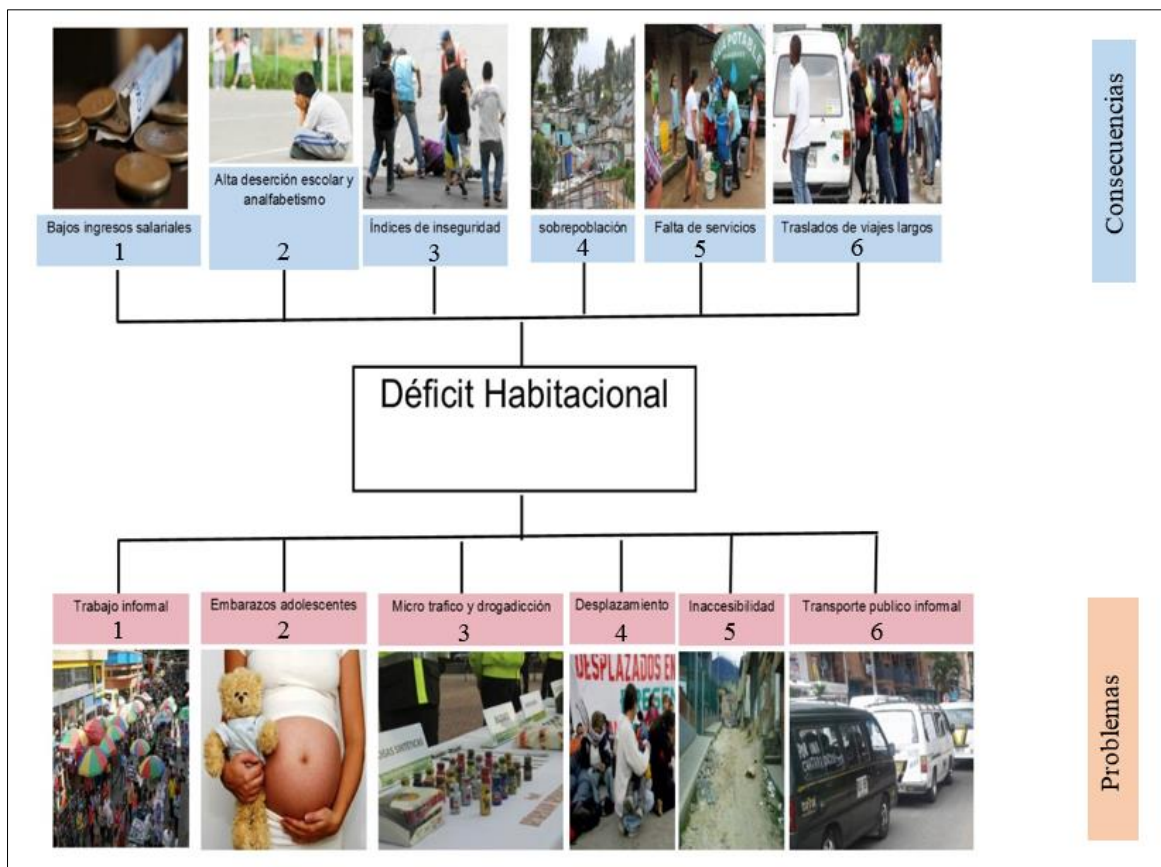 Consecuencias
AGUA POTABL
Bajos ingresos salariales
1
Alta deserción escolar y
analfabetismo
2
Índices de inseguridad
3
sobrepoblación
4
Falta de servicios
5
Traslados de viajes largos
6
Déficit Habitacional
Problemas
Trabajo informal
1
Embarazos adolescentes
2
Micro trafico y drogadicción
3
Desplazamiento
4
Inaccesibilidad
5
Transporte publico informal
6
DESPLAZADOS EN